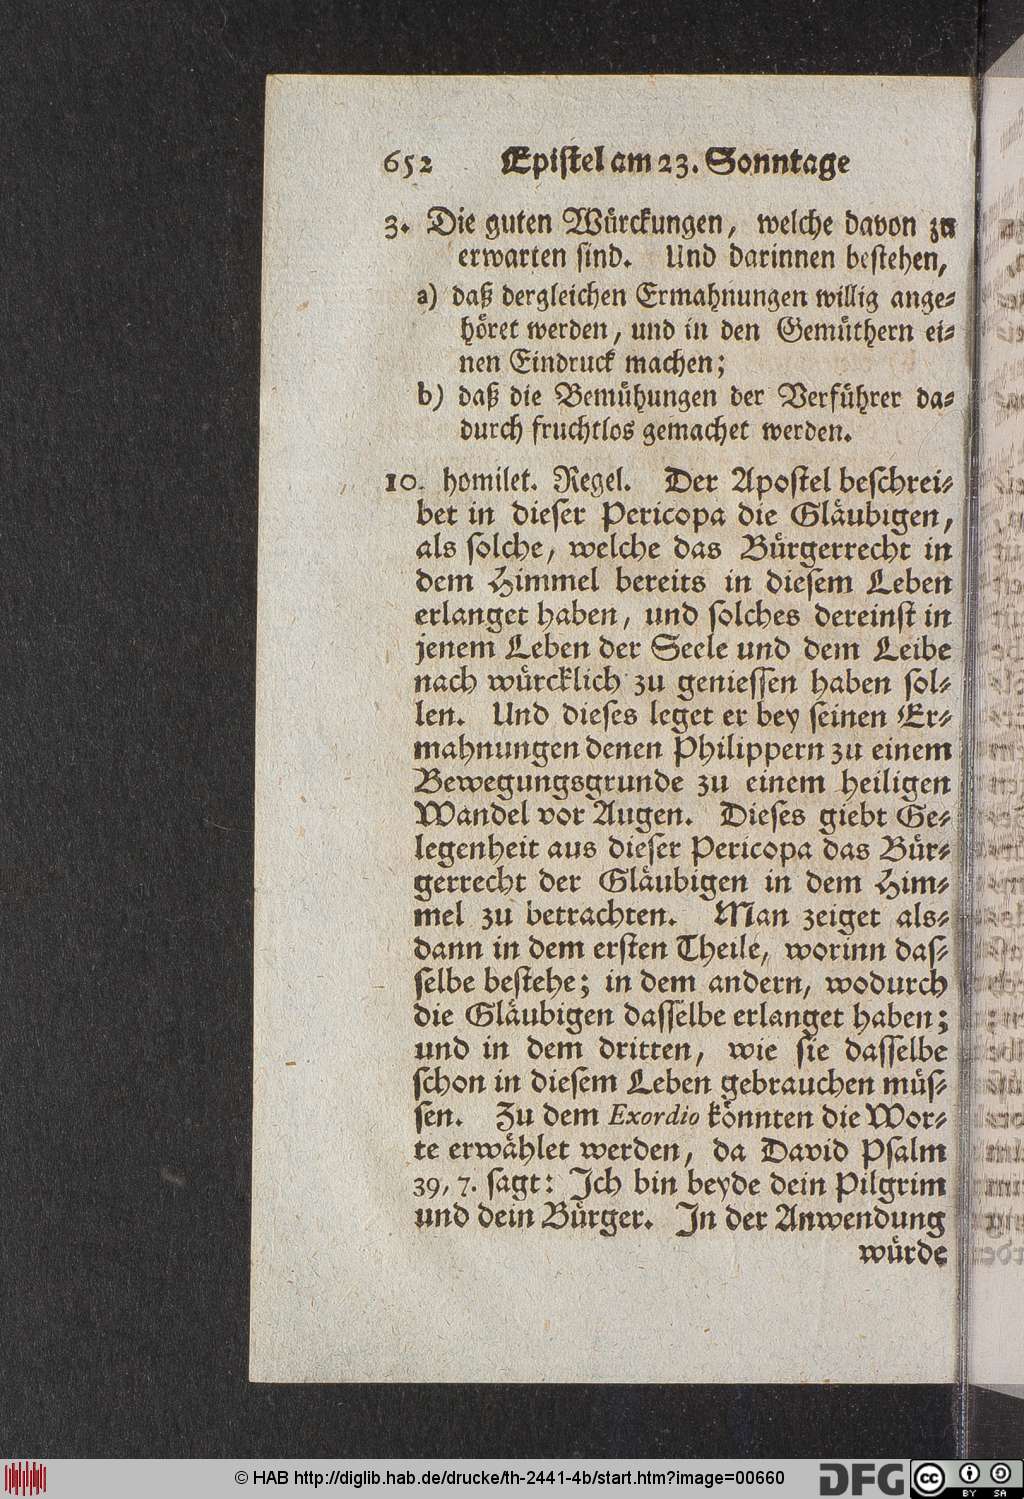 652 Epistel am 23. Sonntage
3. Die guten Würckungen, welche davon zu
erwarten sind. Und darinnen bestehen,
a) daß dergleichen Ermahnungen willig ange-
höret werden, und in den Gemüthern ei-
nen Eindruck machen;
b) daß die Bemühungen der Verführer da-
durch fruchtlos gemachet werden.
10. homilet. Regel. Der Apostel beschrei-
bet in dieser Pericopa die Gläubigen,
als solche, welche das Bürgerrecht in
dem Himmel bereits in diesem Leben
erlanget haben, und solches dereinst in
jenem Leben der Seele und dem Leibe
nach würcklich zu geniessen haben sol-
len. Und dieses leget er bey seinen Er-
mahnungen denen Philippern zu einem
Bewegungsgrunde zu einem heiligen
Wandel vor Augen. Dieses giebt Ge-
legenheit aus dieser Pericopa das Bür-
gerrecht der Gläubigen in dem Him-
mel zu betrachten. Man zeiget als-
dann in dem ersten Theile, worinn das-
selbe bestehe; in dem andern, wodurch
die Gläubigen dasselbe erlanget haben;
und in dem dritten, wie sie dasselbe
schon in diesem Leben gebrauchen müs-
sen. Zu dem Exordio könnten die Wor-
te erwählet werden, da David Psalm
39, 7. sagt: Ich bin beyde dein Pilgrim
und dein Bürger. In der Anwendung
würde
© HAB http://diglib.hab.de/drucke/th-2441-4b/start.htm?image=00660
DFG
cc BY SA